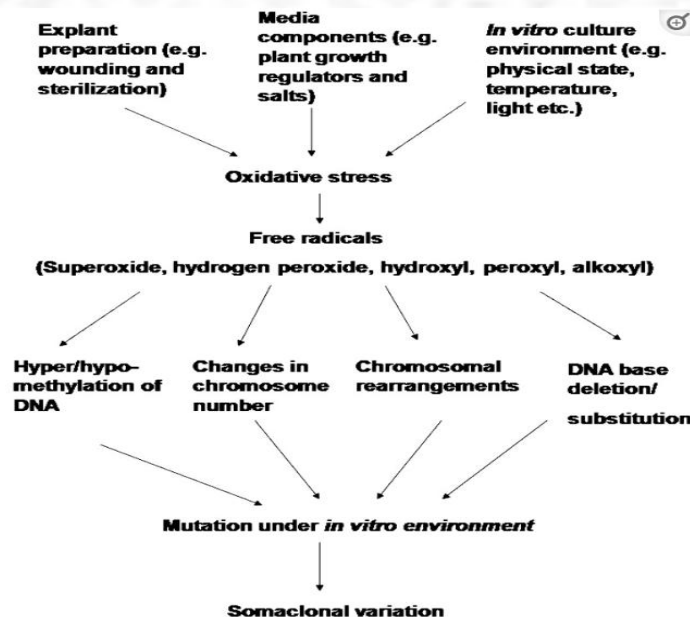 Explant
preparation (e.g.
wounding and
sterilization)
Media
components (e.g.
plant growth
regulators and
salts)
In vitro culture
environment (e.g.
physical state,
temperature,
light etc.)
Oxidative stress
Free radicals
(Superoxide, hydrogen peroxide, hydroxyl, peroxyl, alkoxyl)
Hyper/hypo-
methylation of
DNA
Changes in
chromosome
number
Chromosomal
rearrangements
DNA base
deletion/
substitution
Mutation under in vitro environment
Somaclonal variation